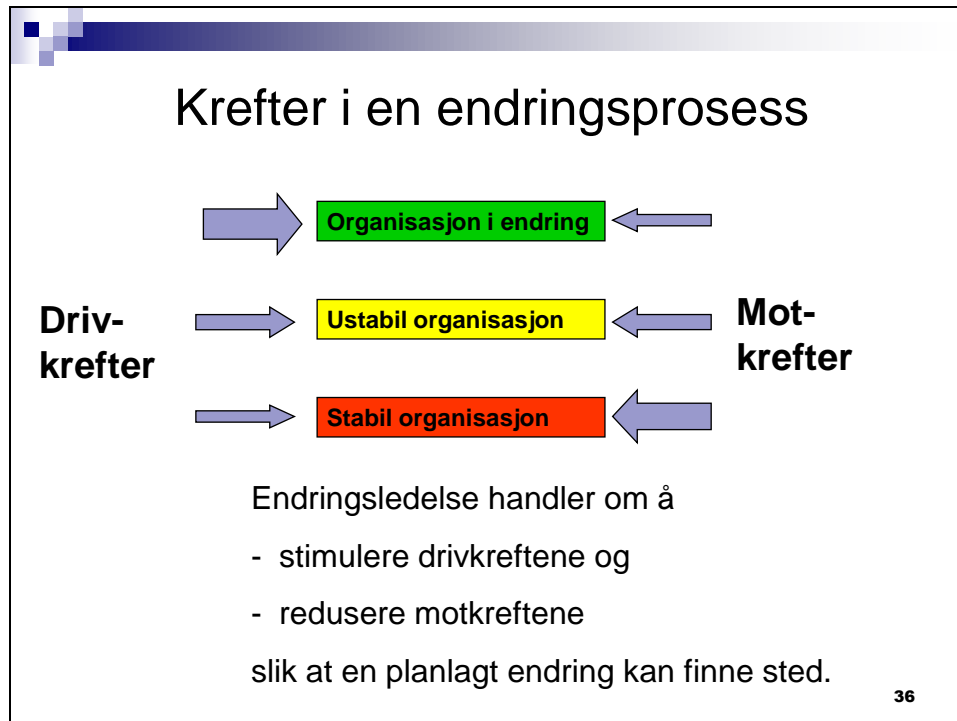 Krefter i en endringsprosess
Organisasjon i endring
Driv-
krefter
Ustabil organisasjon
Mot-
krefter
Stabil organisasjon
Endringsledelse handler om å
- stimulere drivkreftene og
- redusere motkreftene
slik at en planlagt endring kan finne sted.
36